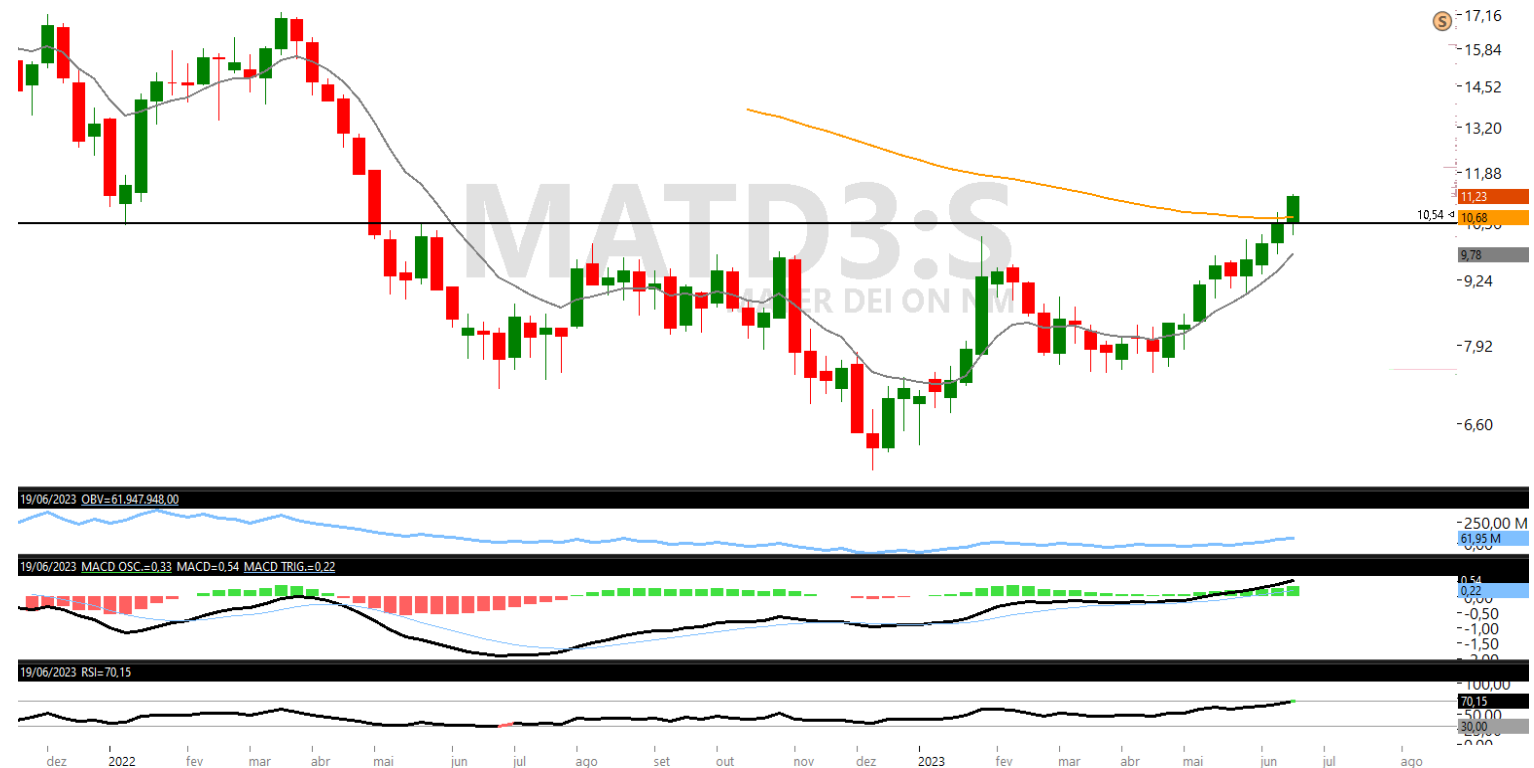 S
17,16
15,84
14,52
13,20
11,88
11,23
10,54
10,68
9,78
9,24
7,92
6,60
MATD3:S
MATER DEI ON NM
19/06/2023 OBV=61.947.948,00
250,00 M
61,95 M
19/06/2023 MACD OSC.=0,33 MACD=0,54 MACD TRIG.=0,22
0,54
0,22
-0,50
-1,00
-1,50
19/06/2023 RSI=70,15
100,00
70,15
50,00
30,00
dez 2022 fev mar abr mai jun jul ago set out nov dez 2023 fev mar abr mai jun jul ago